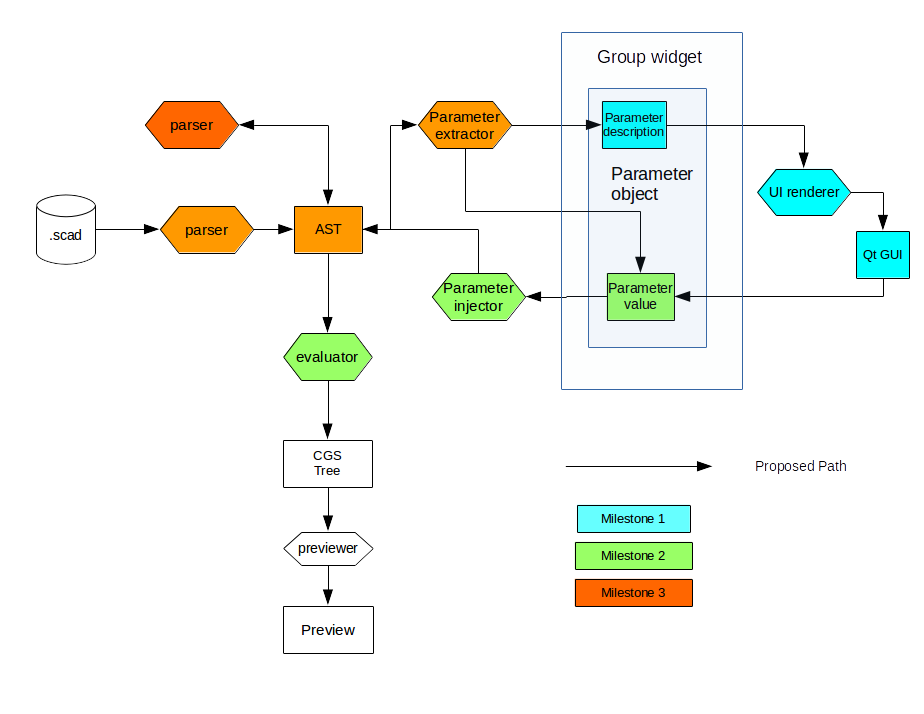 Group widget
parser
Parameter
extractor
Parameter
description
Parameter
object
UI renderer
.scad
parser
AST
Qt GUI
Parameter
injector
Parameter
value
evaluator
CGS
Tree
Proposed Path
Milestone 1
previewer
Milestone 2
Milestone 3
Preview